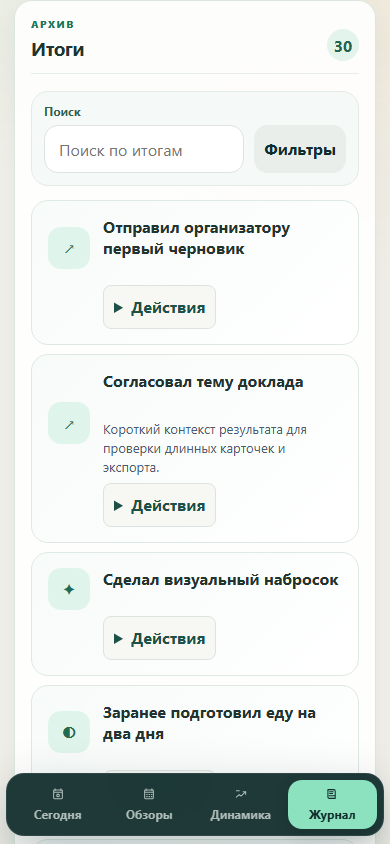 АРХИВ
Итоги
30
Поиск
Поиск по итогам
Фильтры
Отправил организатору
первый черновик
▶ Действия
Согласовал тему доклада
Короткий контекст результата для
проверки длинных карточек и
экспорта.
▶ Действия
Сделал визуальный набросок
▶ Действия
Заранее подготовил еду на
два дня
Сегодня
Обзоры
Динамика
Журнал